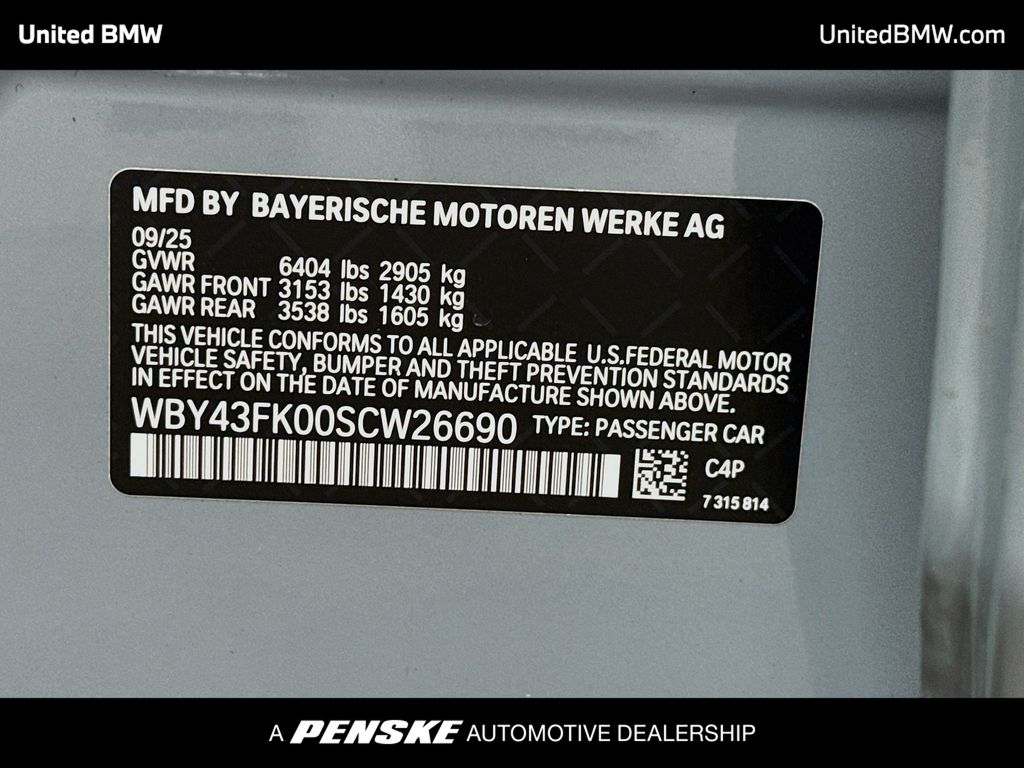 United BMW
UnitedBMW.com
MFD BY BAYERISCHE MOTOREN WERKE AG
09/25
GVWR 6404 lbs 2905 kg
GAWR FRONT 3153 lbs 1430 kg
GAWR REAR 3538 lbs 1605 kg
THIS VEHICLE CONFORMS TO ALL APPLICABLE U.S.FEDERAL MOTOR
VEHICLE SAFETY, BUMPER AND THEFT PREVENTION STANDARDS
IN EFFECT ON THE DATE OF MANUFACTURE SHOWN ABOVE.
WBY43FK00SCW26690 TYPE: PASSENGER CAR
C4P
7315814
A PENSKE AUTOMOTIVE DEALERSHIP